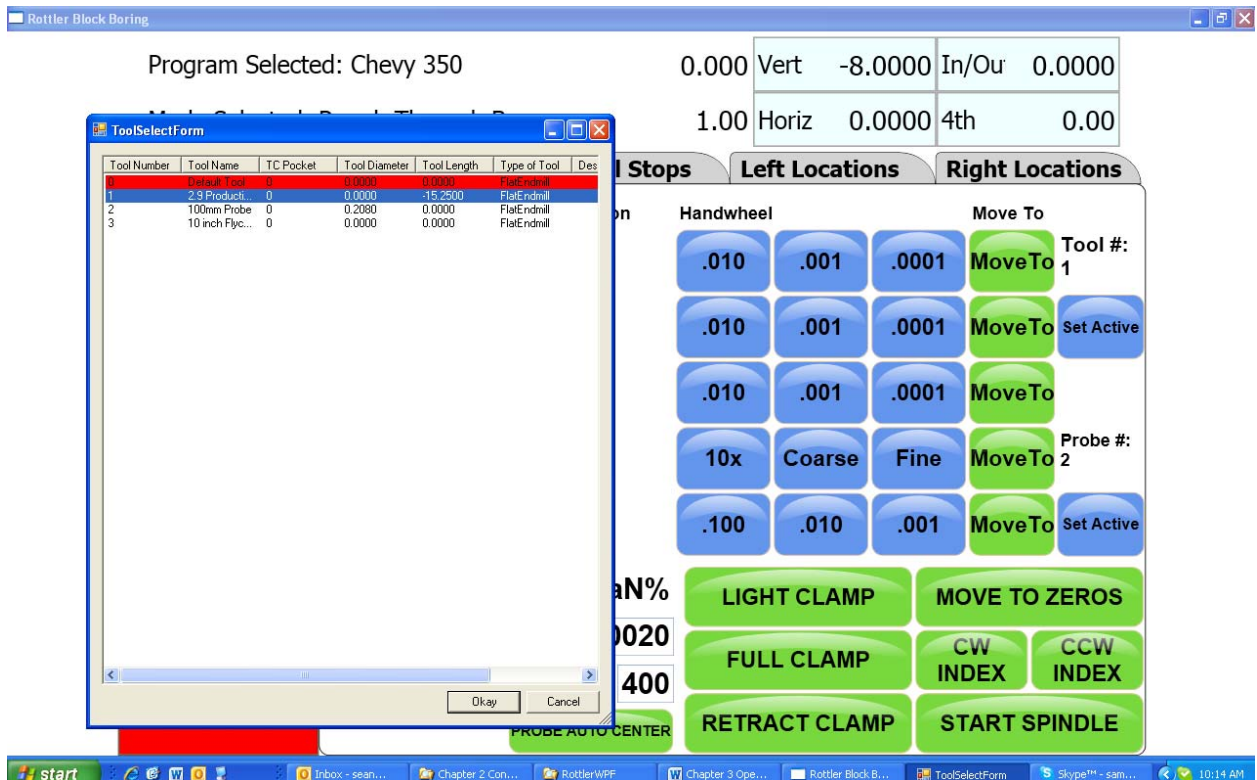 Rottler Block Boring
Program Selected: Chevy 350
0.000 Vert -8.0000 In/Ou 0.0000
1.00 Horiz 0.0000 4th 0.00
ToolSelectForm
Tool Number Tool Name TC Pocket Tool Diameter Tool Length Type of Tool Des
0 Default Tool 0 0.0000 0.0000 FlatEndmill
1 2.9 Producti... 0 0.0000 -15.2500 FlatEndmill
2 100mm Probe 0 0.2080 0.0000 FlatEndmill
3 10 inch Flyc... 0 0.0000 0.0000 FlatEndmill
Okay Cancel
Stops Left Locations Right Locations
Handwheel Move To
.010 .001 .0001 MoveTo Tool #:
1
.010 .001 .0001 MoveTo Set Active
.010 .001 .0001 MoveTo
10x Coarse Fine MoveTo Probe #:
2
.100 .010 .001 MoveTo Set Active
aN% LIGHT CLAMP MOVE TO ZEROS
0020 FULL CLAMP CW INDEX CCW INDEX
400
PROBE AUTO CENTER RETRACT CLAMP START SPINDLE
start Inbox - sean... Chapter 2 Con... RottlerWPF Chapter 3 Ope... Rottler Block B... ToolSelectForm Skype™ - sam... 10:14 AM